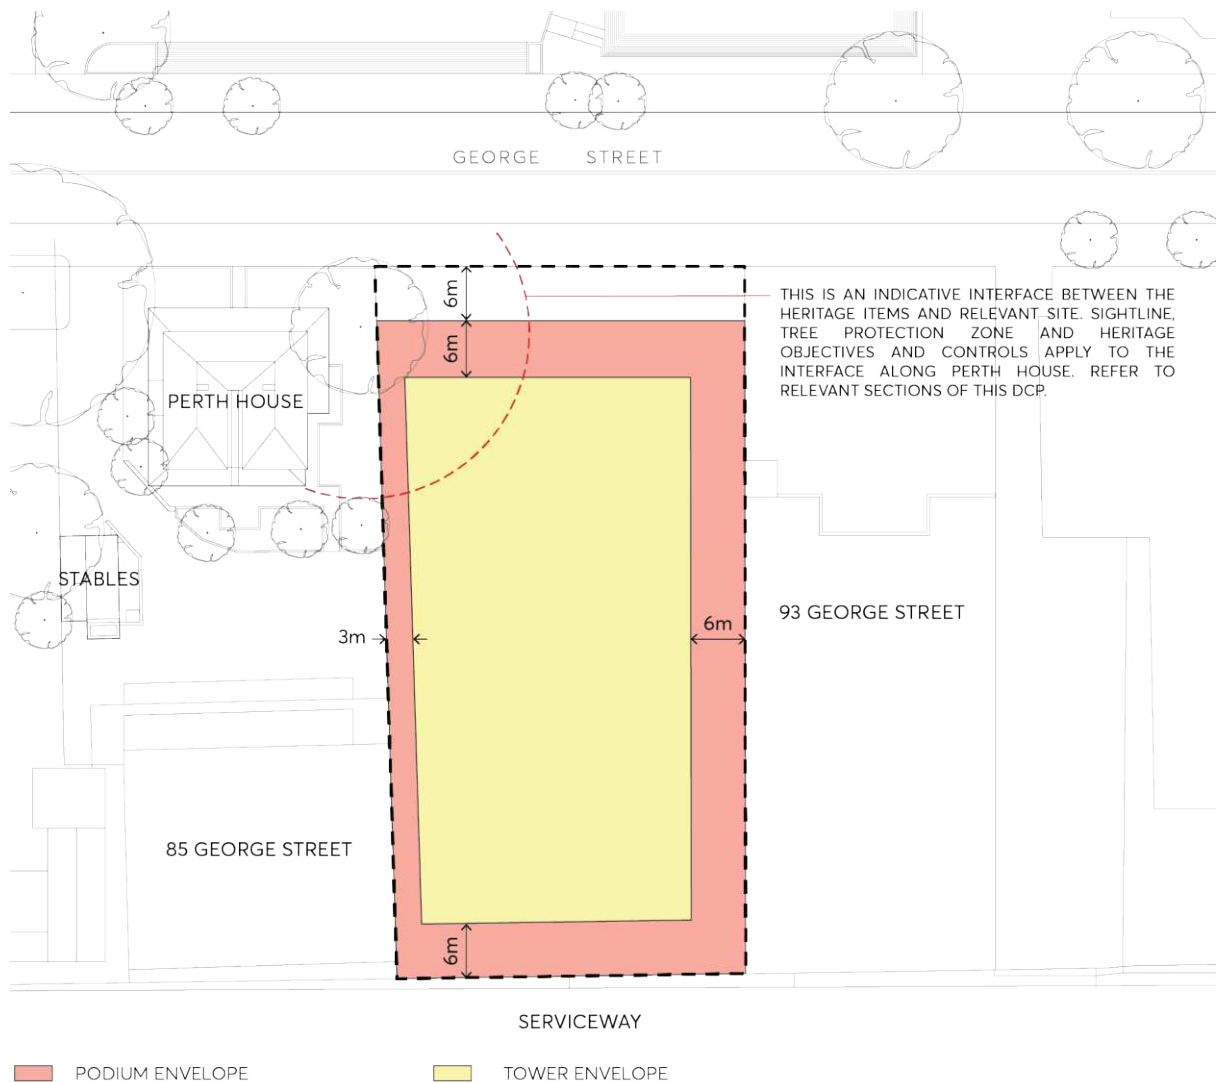 GEORGE STREET
6m
6m
THIS IS AN INDICATIVE INTERFACE BETWEEN THE
HERITAGE ITEMS AND RELEVANT SITE. SIGHTLINE,
TREE PROTECTION ZONE AND HERITAGE
OBJECTIVES AND CONTROLS APPLY TO THE
INTERFACE ALONG PERTH HOUSE. REFER TO
RELEVANT SECTIONS OF THIS DCP.
PERTH HOUSE
STABLES
3m
6m
93 GEORGE STREET
85 GEORGE STREET
6m
SERVICEWAY
PODIUM ENVELOPE
TOWER ENVELOPE